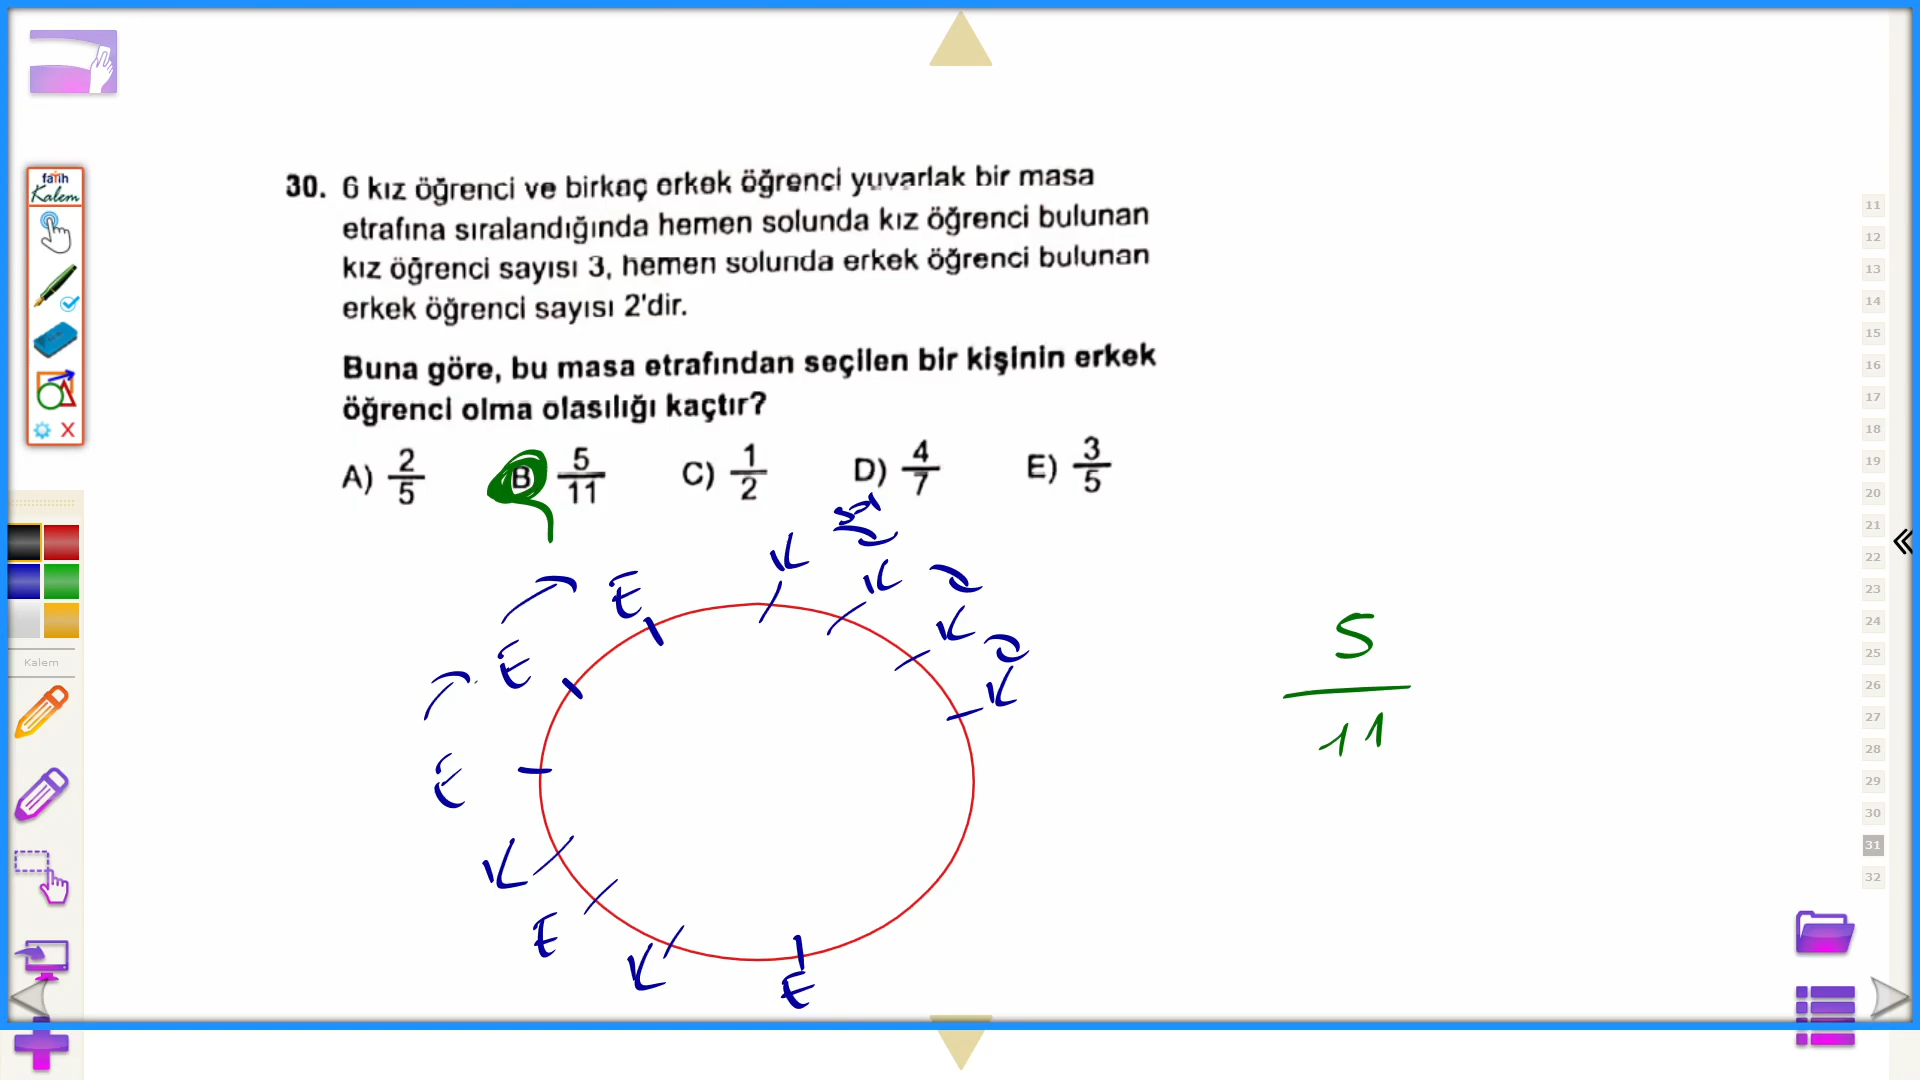 fatih
Kalem
30. 6 kız öğrenci ve birkaç erkek öğrenci yuvarlak bir masa
etrafına sıralandığında hemen solunda kız öğrenci bulunan
kız öğrenci sayısı 3, hemen solunda erkek öğrenci bulunan
erkek öğrenci sayısı 2'dir.
Buna göre, bu masa etrafından seçilen bir kişinin erkek
öğrenci olma olasılığı kaçtır?
A) 2/5 B) 5/11 C) 1/2 D) 4/7 E) 3/5
sol
K
K
K
K
E
E
E
K
E
K
E
5
11
Kalem
11
12
13
14
15
16
17
18
19
20
21
22
23
24
25
26
27
28
29
30
31
32